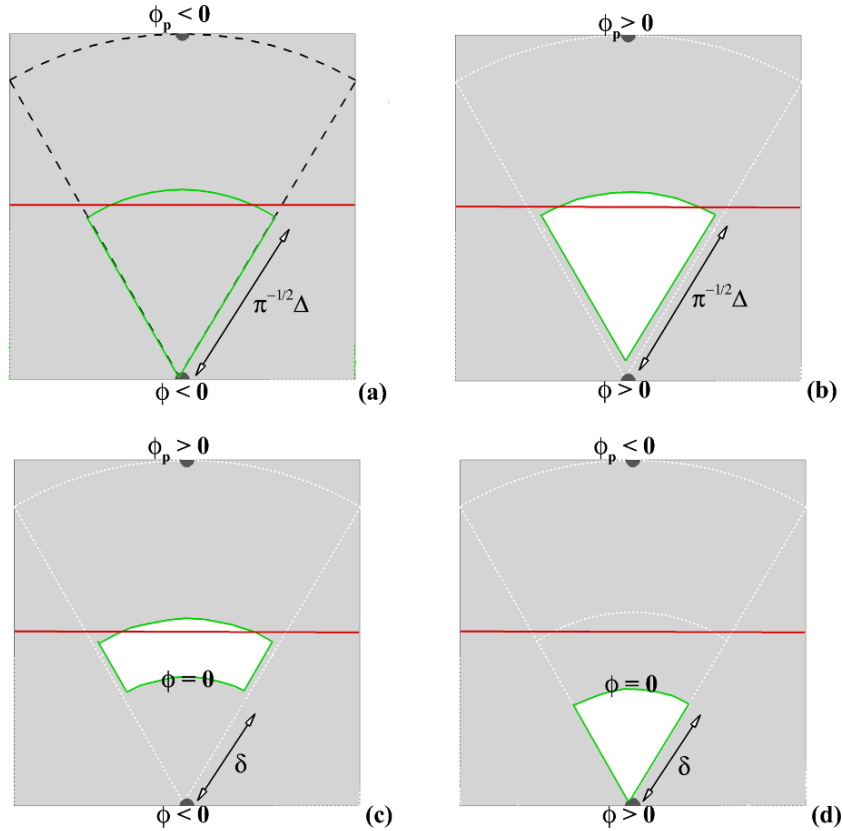 ϕₚ < 0
π⁻¹/²Δ
ϕ < 0
(a)
ϕₚ > 0
π⁻¹/²Δ
ϕ > 0
(b)
ϕₚ > 0
ϕ = 0
δ
ϕ < 0
(c)
ϕₚ < 0
ϕ = 0
δ
ϕ > 0
(d)